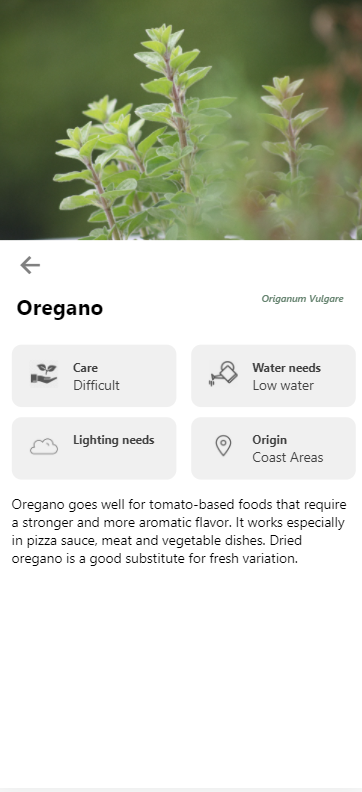 Oregano
Origanum Vulgare
Care
Difficult
Water needs
Low water
Lighting needs
Origin
Coast Areas
Oregano goes well for tomato-based foods that require
a stronger and more aromatic flavor. It works especially
in pizza sauce, meat and vegetable dishes. Dried
oregano is a good substitute for fresh variation.